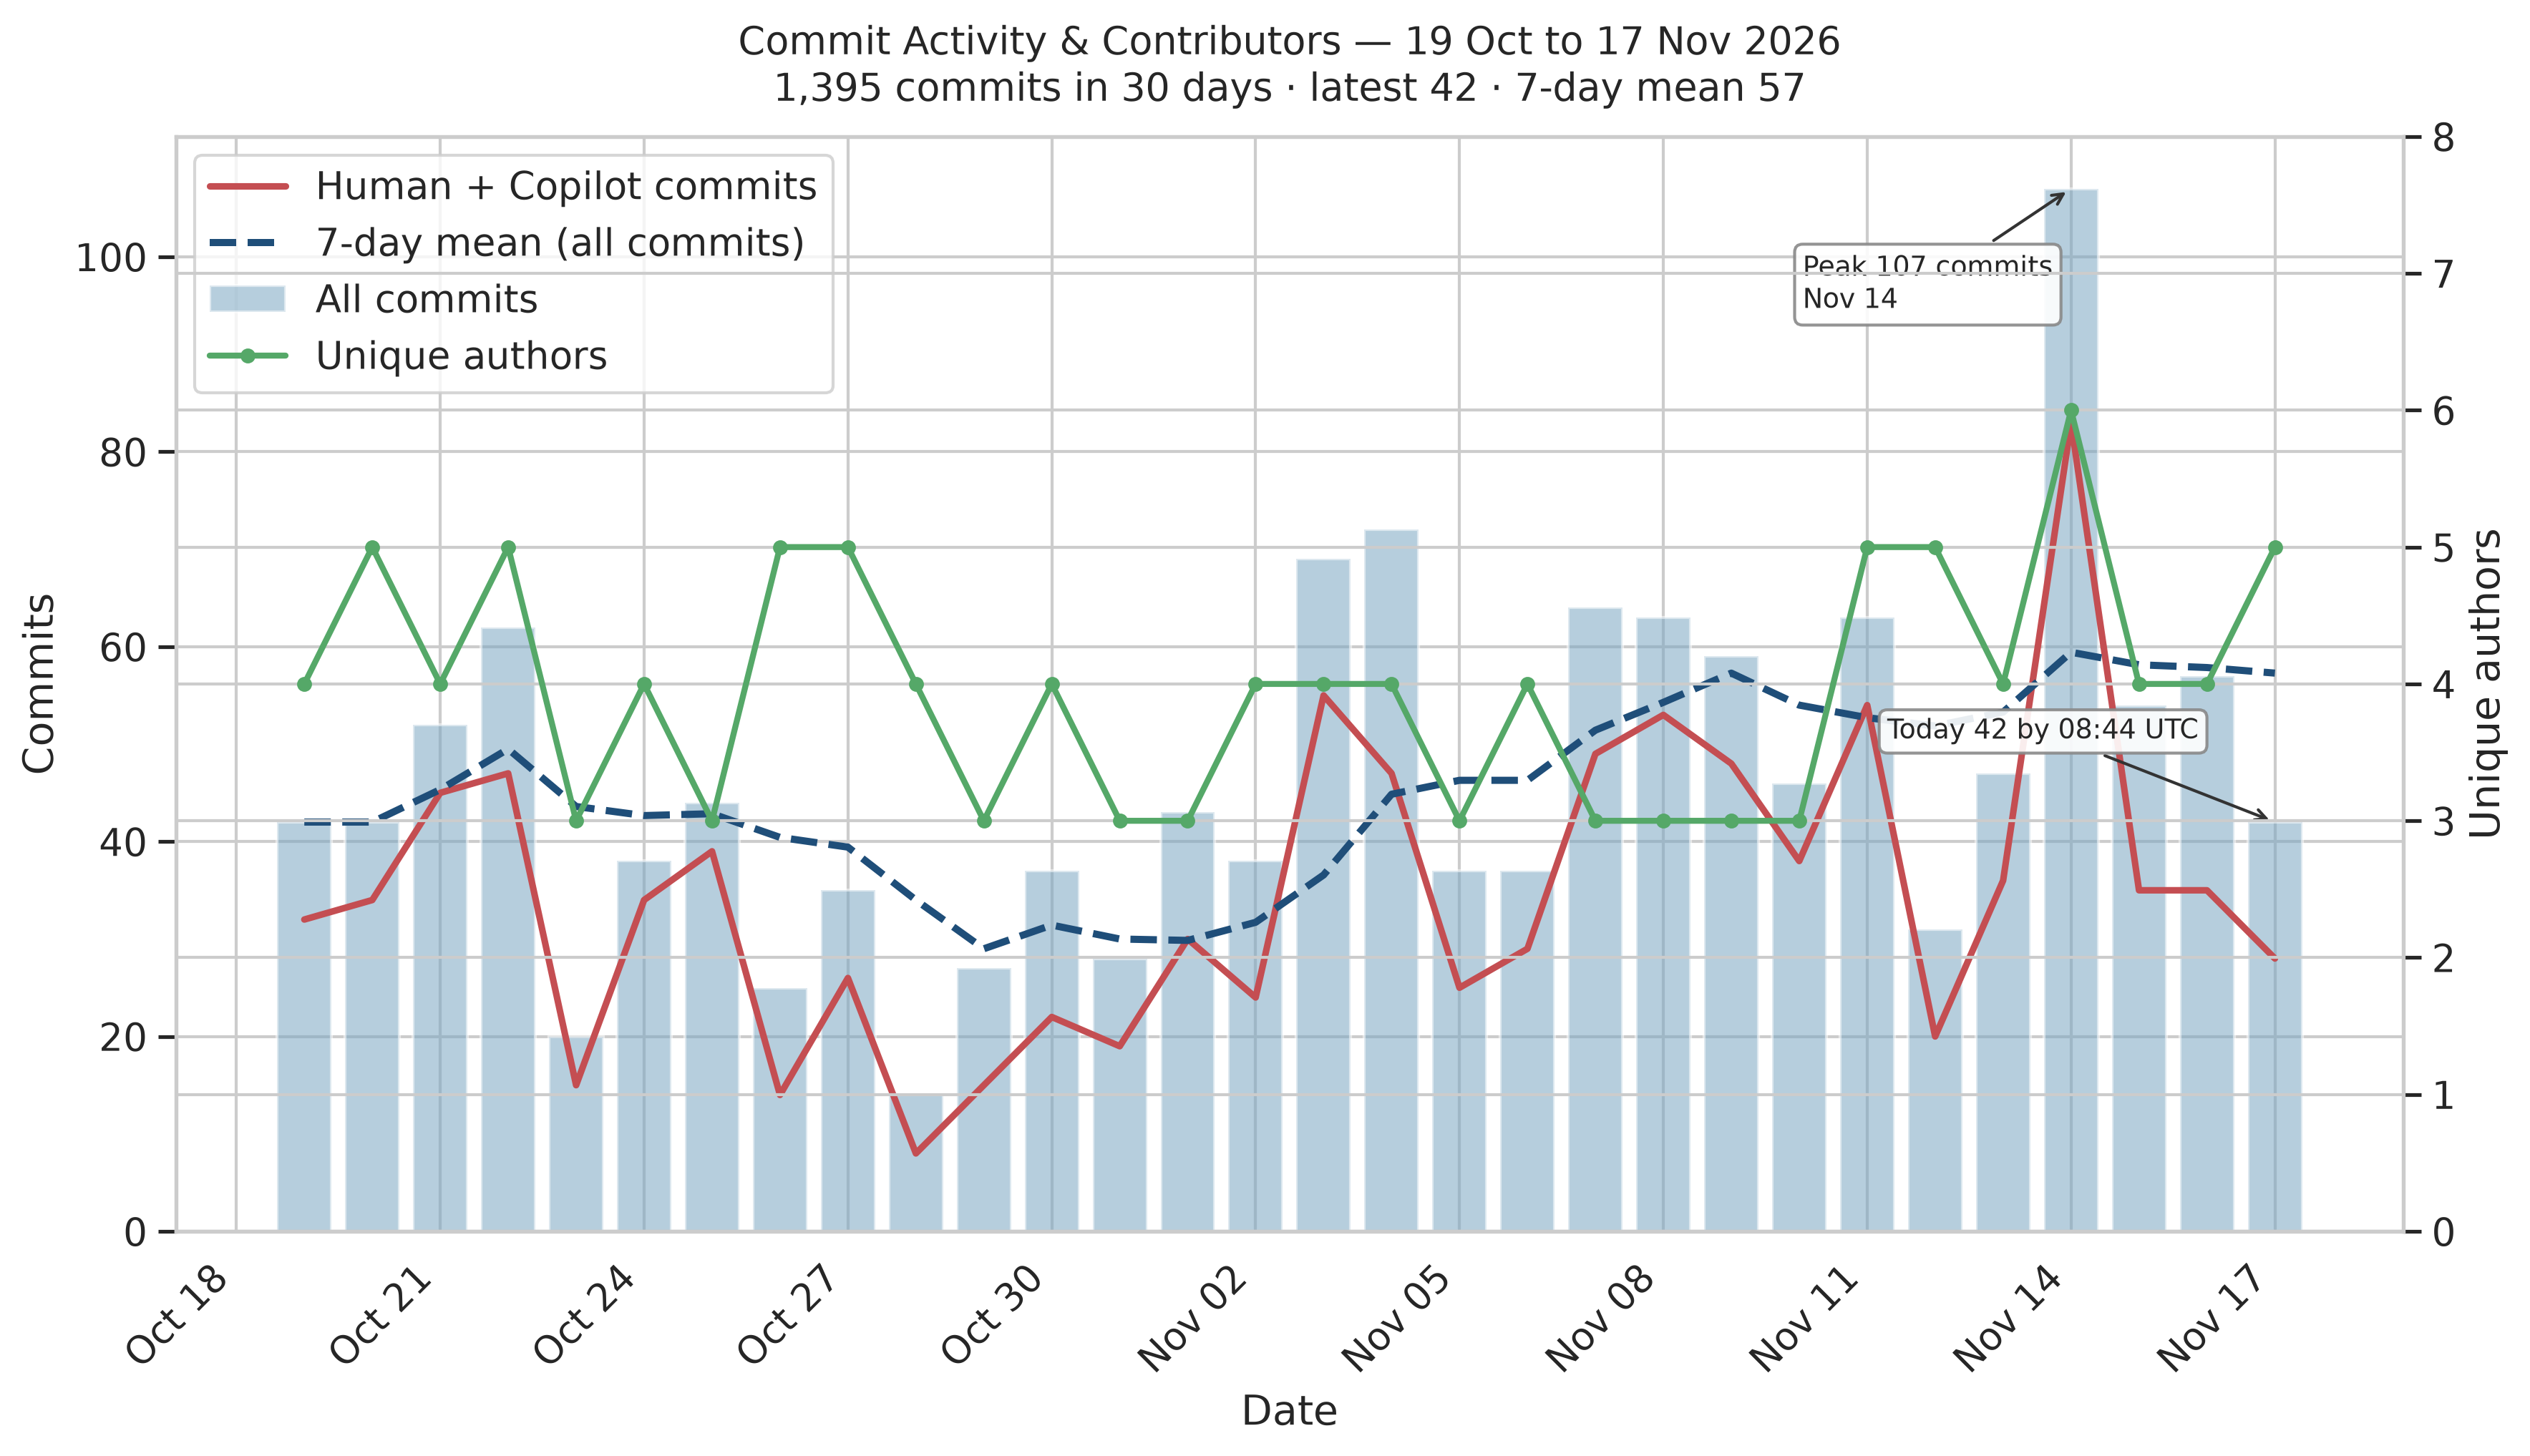 Commit Activity & Contributors — 19 Oct to 17 Nov 2026
1,395 commits in 30 days · latest 42 · 7-day mean 57
Human + Copilot commits
7-day mean (all commits)
All commits
Unique authors
Peak 107 commits
Nov 14
Today 42 by 08:44 UTC
Commits
100
80
60
40
20
0
Unique authors
8
7
6
5
4
3
2
1
0
Oct 18
Oct 21
Oct 24
Oct 27
Oct 30
Nov 02
Nov 05
Nov 08
Nov 11
Nov 14
Nov 17
Date